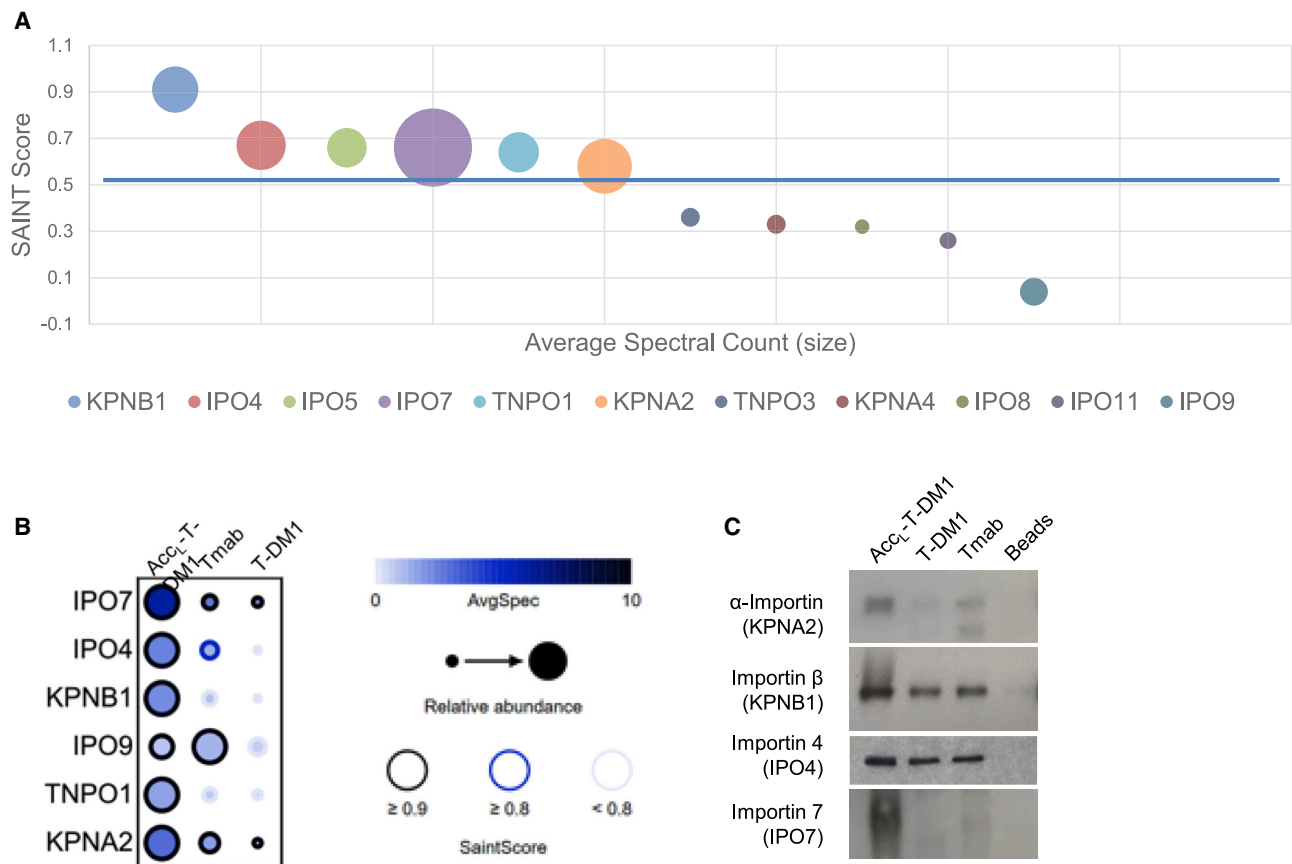 A
1.1
0.9
0.7
0.5
0.3
0.1
-0.1
SAINT Score
Average Spectral Count (size)
KPNB1 IPO4 IPO5 IPO7 TNPO1 KPNA2 TNPO3 KPNA4 IPO8 IPO11 IPO9
B
AccL-T-
DM1
Tmab
T-DM1
IPO7
IPO4
KPNB1
IPO9
TNPO1
KPNA2
0 AvgSpec 10
Relative abundance
≥ 0.9 ≥ 0.8 < 0.8
SaintScore
C
AccL-T-DM1
T-DM1
Tmab
Beads
α-Importin
(KPNA2)
Importin β
(KPNB1)
Importin 4
(IPO4)
Importin 7
(IPO7)